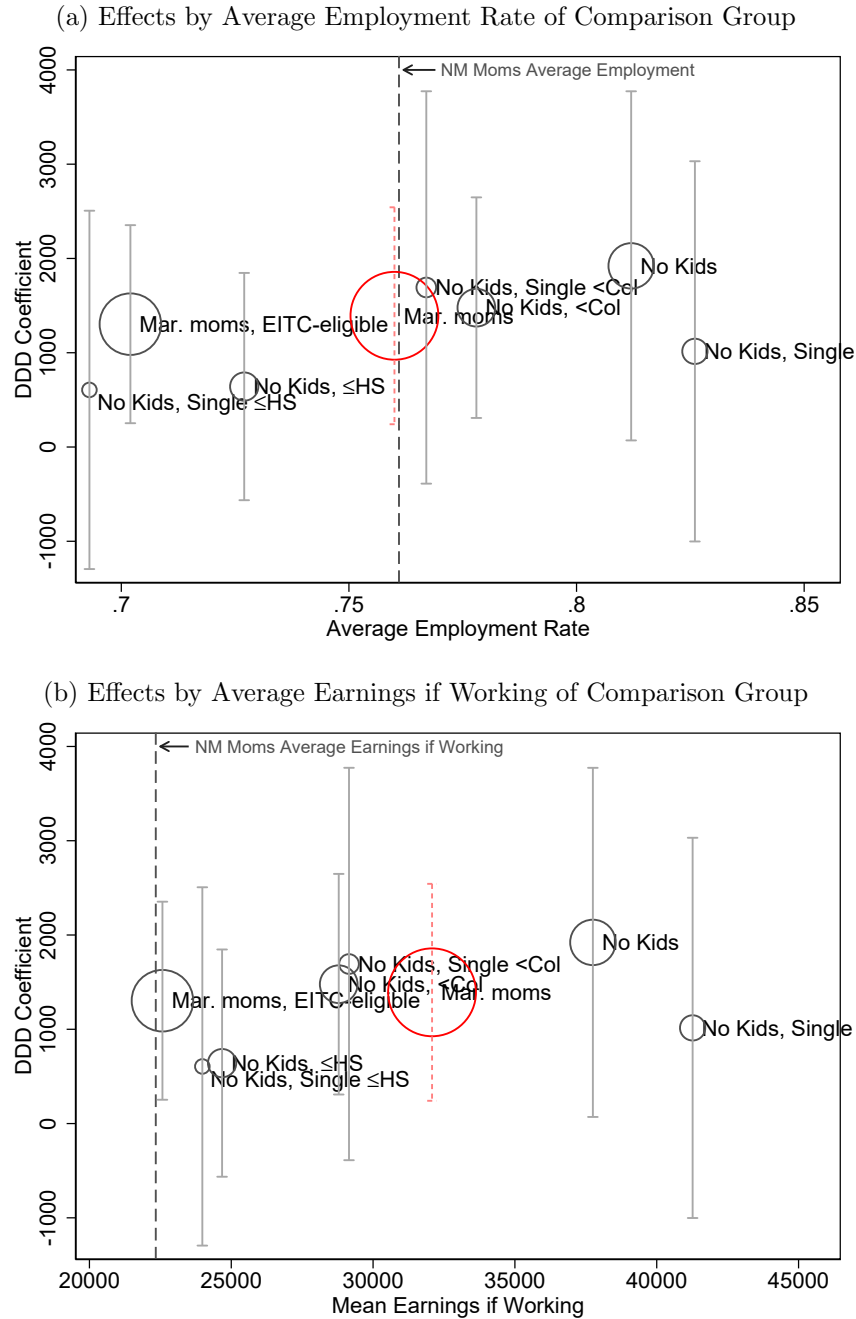 (a) Effects by Average Employment Rate of Comparison Group
NM Moms Average Employment
DDD Coefficient
4000
3000
2000
1000
0
-1000
No Kids
No Kids, Single <Col
No Kids, <Col
Mar. moms
Mar. moms, EITC-eligible
No Kids, Single
No Kids, ≤HS
No Kids, Single ≤HS
.7
.75
.8
.85
Average Employment Rate
(b) Effects by Average Earnings if Working of Comparison Group
NM Moms Average Earnings if Working
DDD Coefficient
4000
3000
2000
1000
0
-1000
No Kids
No Kids, Single <Col
No Kids, <Col
Mar. moms
Mar. moms, EITC-eligible
No Kids, Single
No Kids, ≤HS
No Kids, Single ≤HS
20000
25000
30000
35000
40000
45000
Mean Earnings if Working